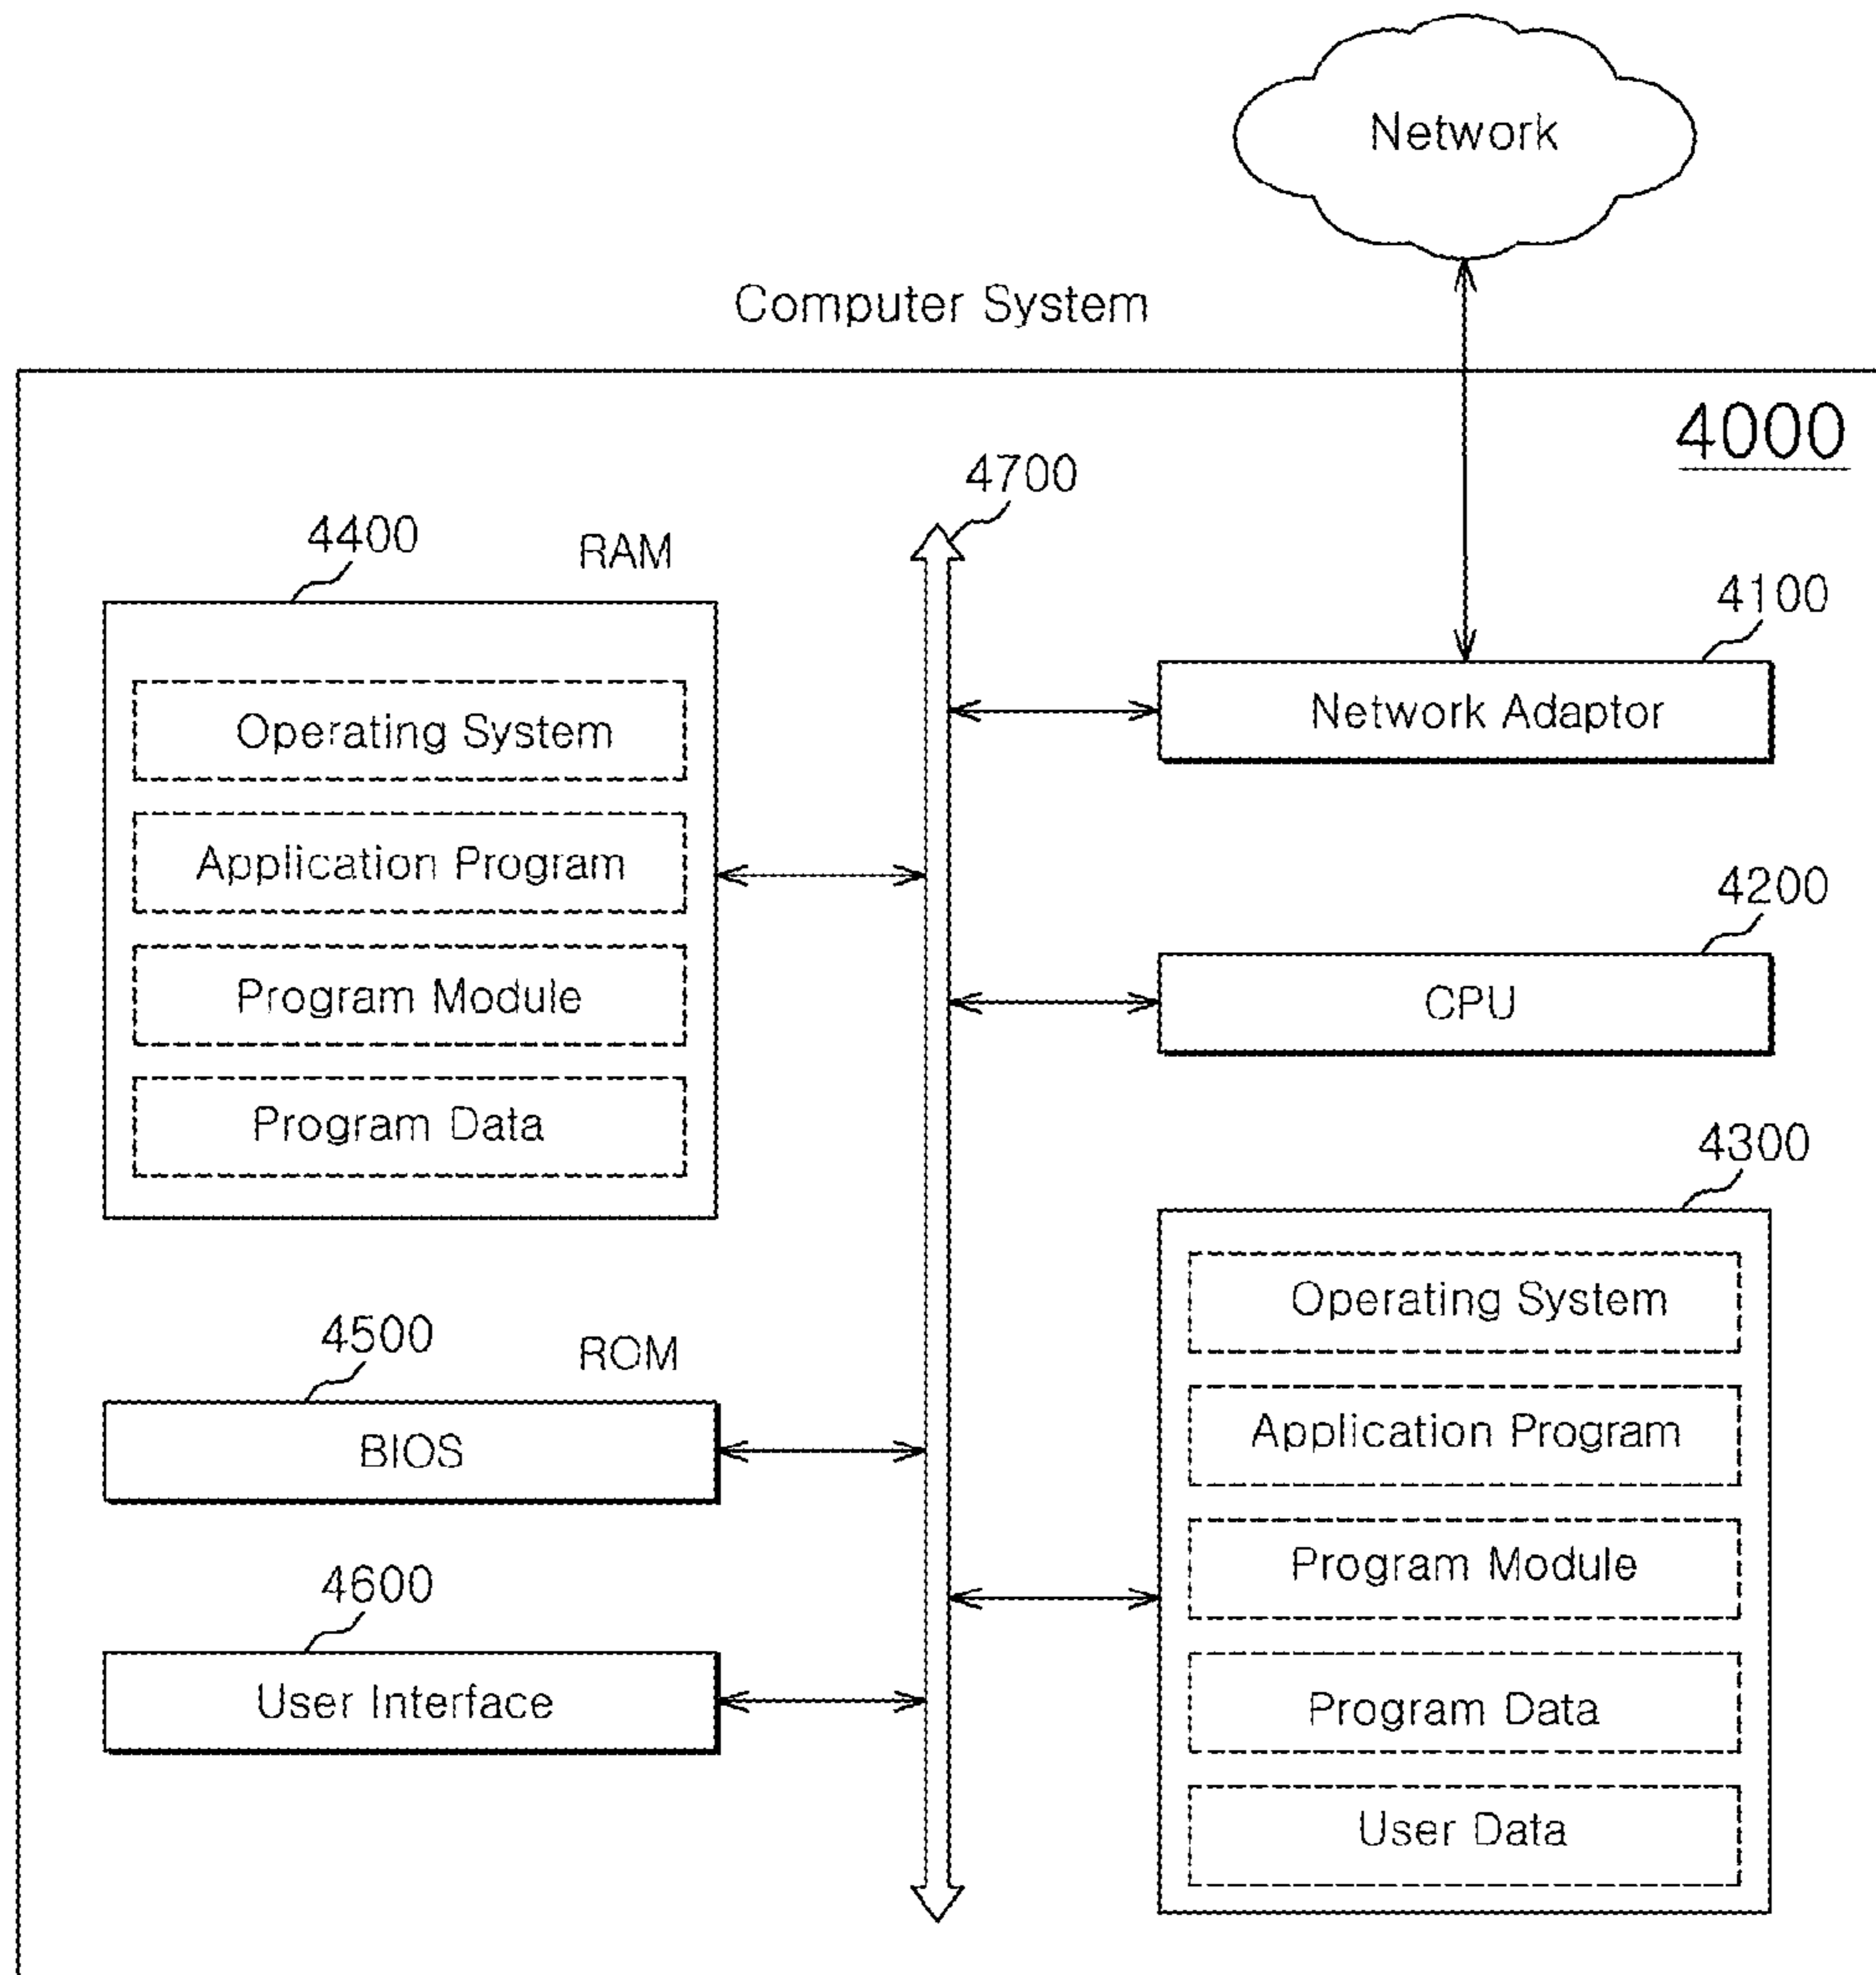 Network
Computer System
4000
4700
4400
RAM
4100
Operating System
Network Adaptor
Application Program
4200
Program Module
CPU
Program Data
4300
Operating System
4500
ROM
Application Program
BIOS
Program Module
4600
User Interface
Program Data
User Data